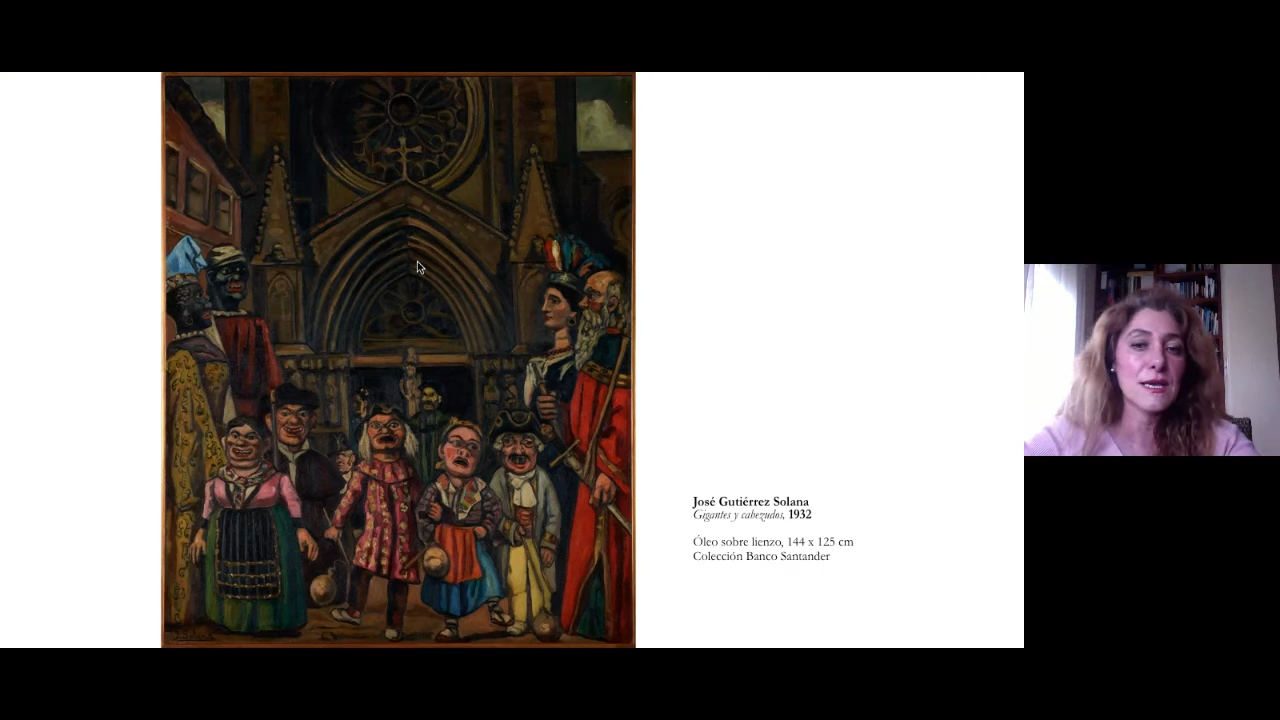 José Gutiérrez Solana
Gigantes y cabezudos, 1932
Óleo sobre lienzo, 144 x 125 cm
Colección Banco Santander